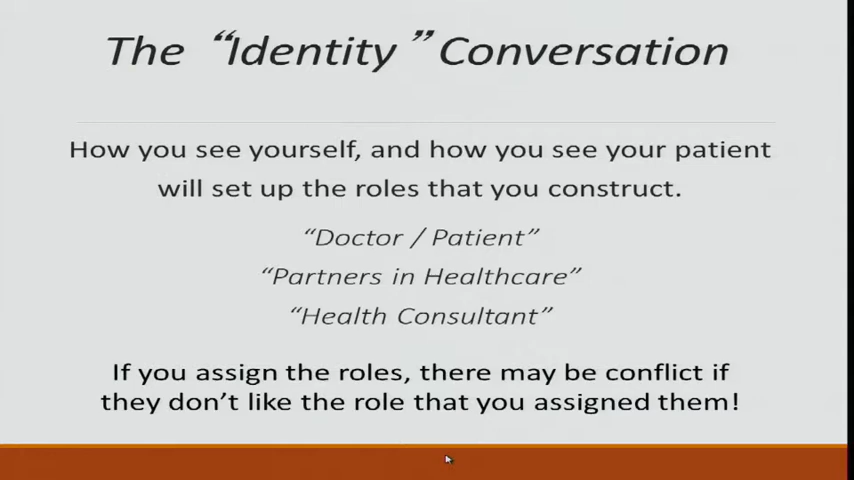 The “Identity” Conversation
How you see yourself, and how you see your patient
will set up the roles that you construct.
“Doctor / Patient”
“Partners in Healthcare”
“Health Consultant”
If you assign the roles, there may be conflict if
they don’t like the role that you assigned them!